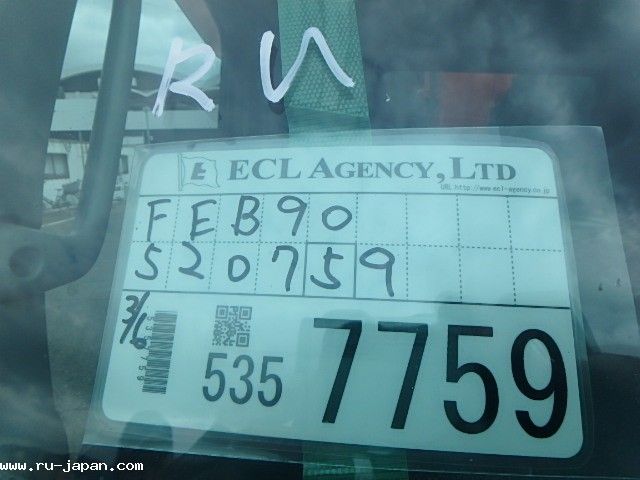 RU
E ECL AGENCY, LTD
URL http://www.ecl-agency.co.jp
FEB90
520759
3/6
535 7759
www.ru-japan.com